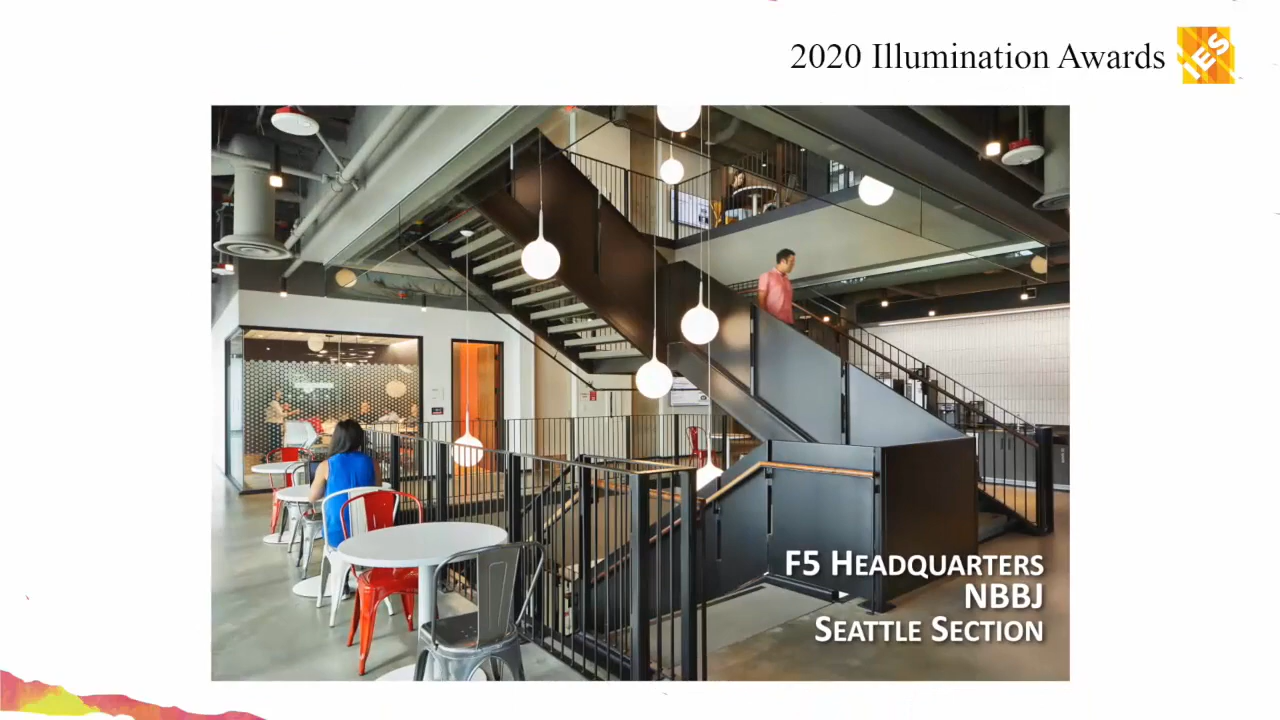 2020 Illumination Awards
IES
F5 HEADQUARTERS
NBBJ
SEATTLE SECTION